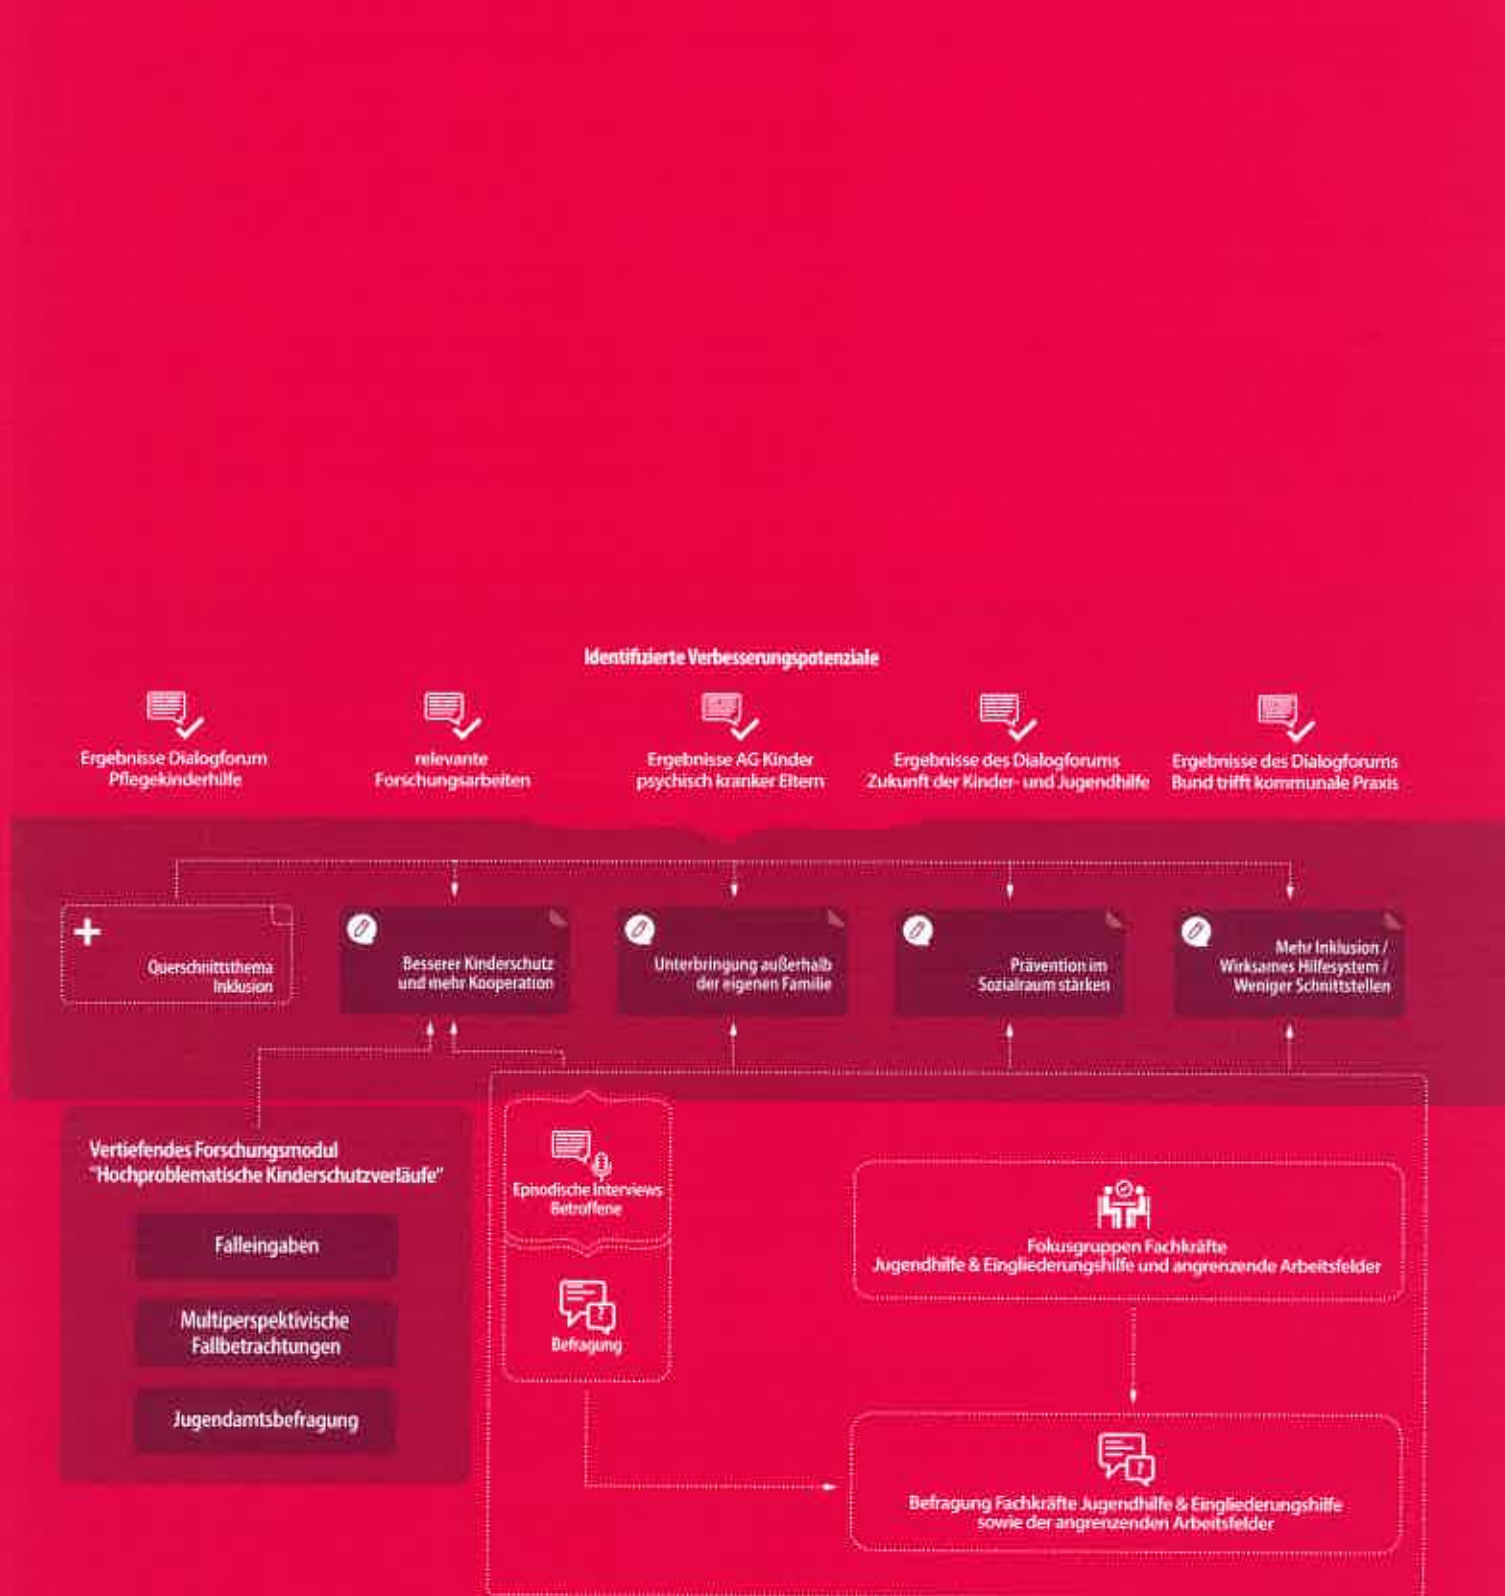 Identifizierte Verbesserungspotenziale
Ergebnisse Dialogforum
Pflegekinderhilfe
relevante
Forschungsarbeiten
Ergebnisse AG Kinder
psychisch kranker Eltern
Ergebnisse des Dialogforums
Zukunft der Kinder- und Jugendhilfe
Ergebnisse des Dialogforums
Bund trifft kommunale Praxis
Querschnittsthema
Inklusion
Besserer Kinderschutz
und mehr Kooperation
Unterbringung außerhalb
der eigenen Familie
Prävention im
Sozialraum stärken
Mehr Inklusion /
Wirksames Hilfesystem /
Weniger Schnittstellen
Vertiefendes Forschungsmodul
"Hochproblematische Kinderschutzverläufe"
Falleingaben
Multiperspektivische
Fallbetrachtungen
Jugendamtsbefragung
Episodische Interviews
Betroffene
Befragung
Fokusgruppen Fachkräfte
Jugendhilfe & Eingliederungshilfe und angrenzende Arbeitsfelder
Befragung Fachkräfte Jugendhilfe & Eingliederungshilfe
sowie der angrenzenden Arbeitsfelder